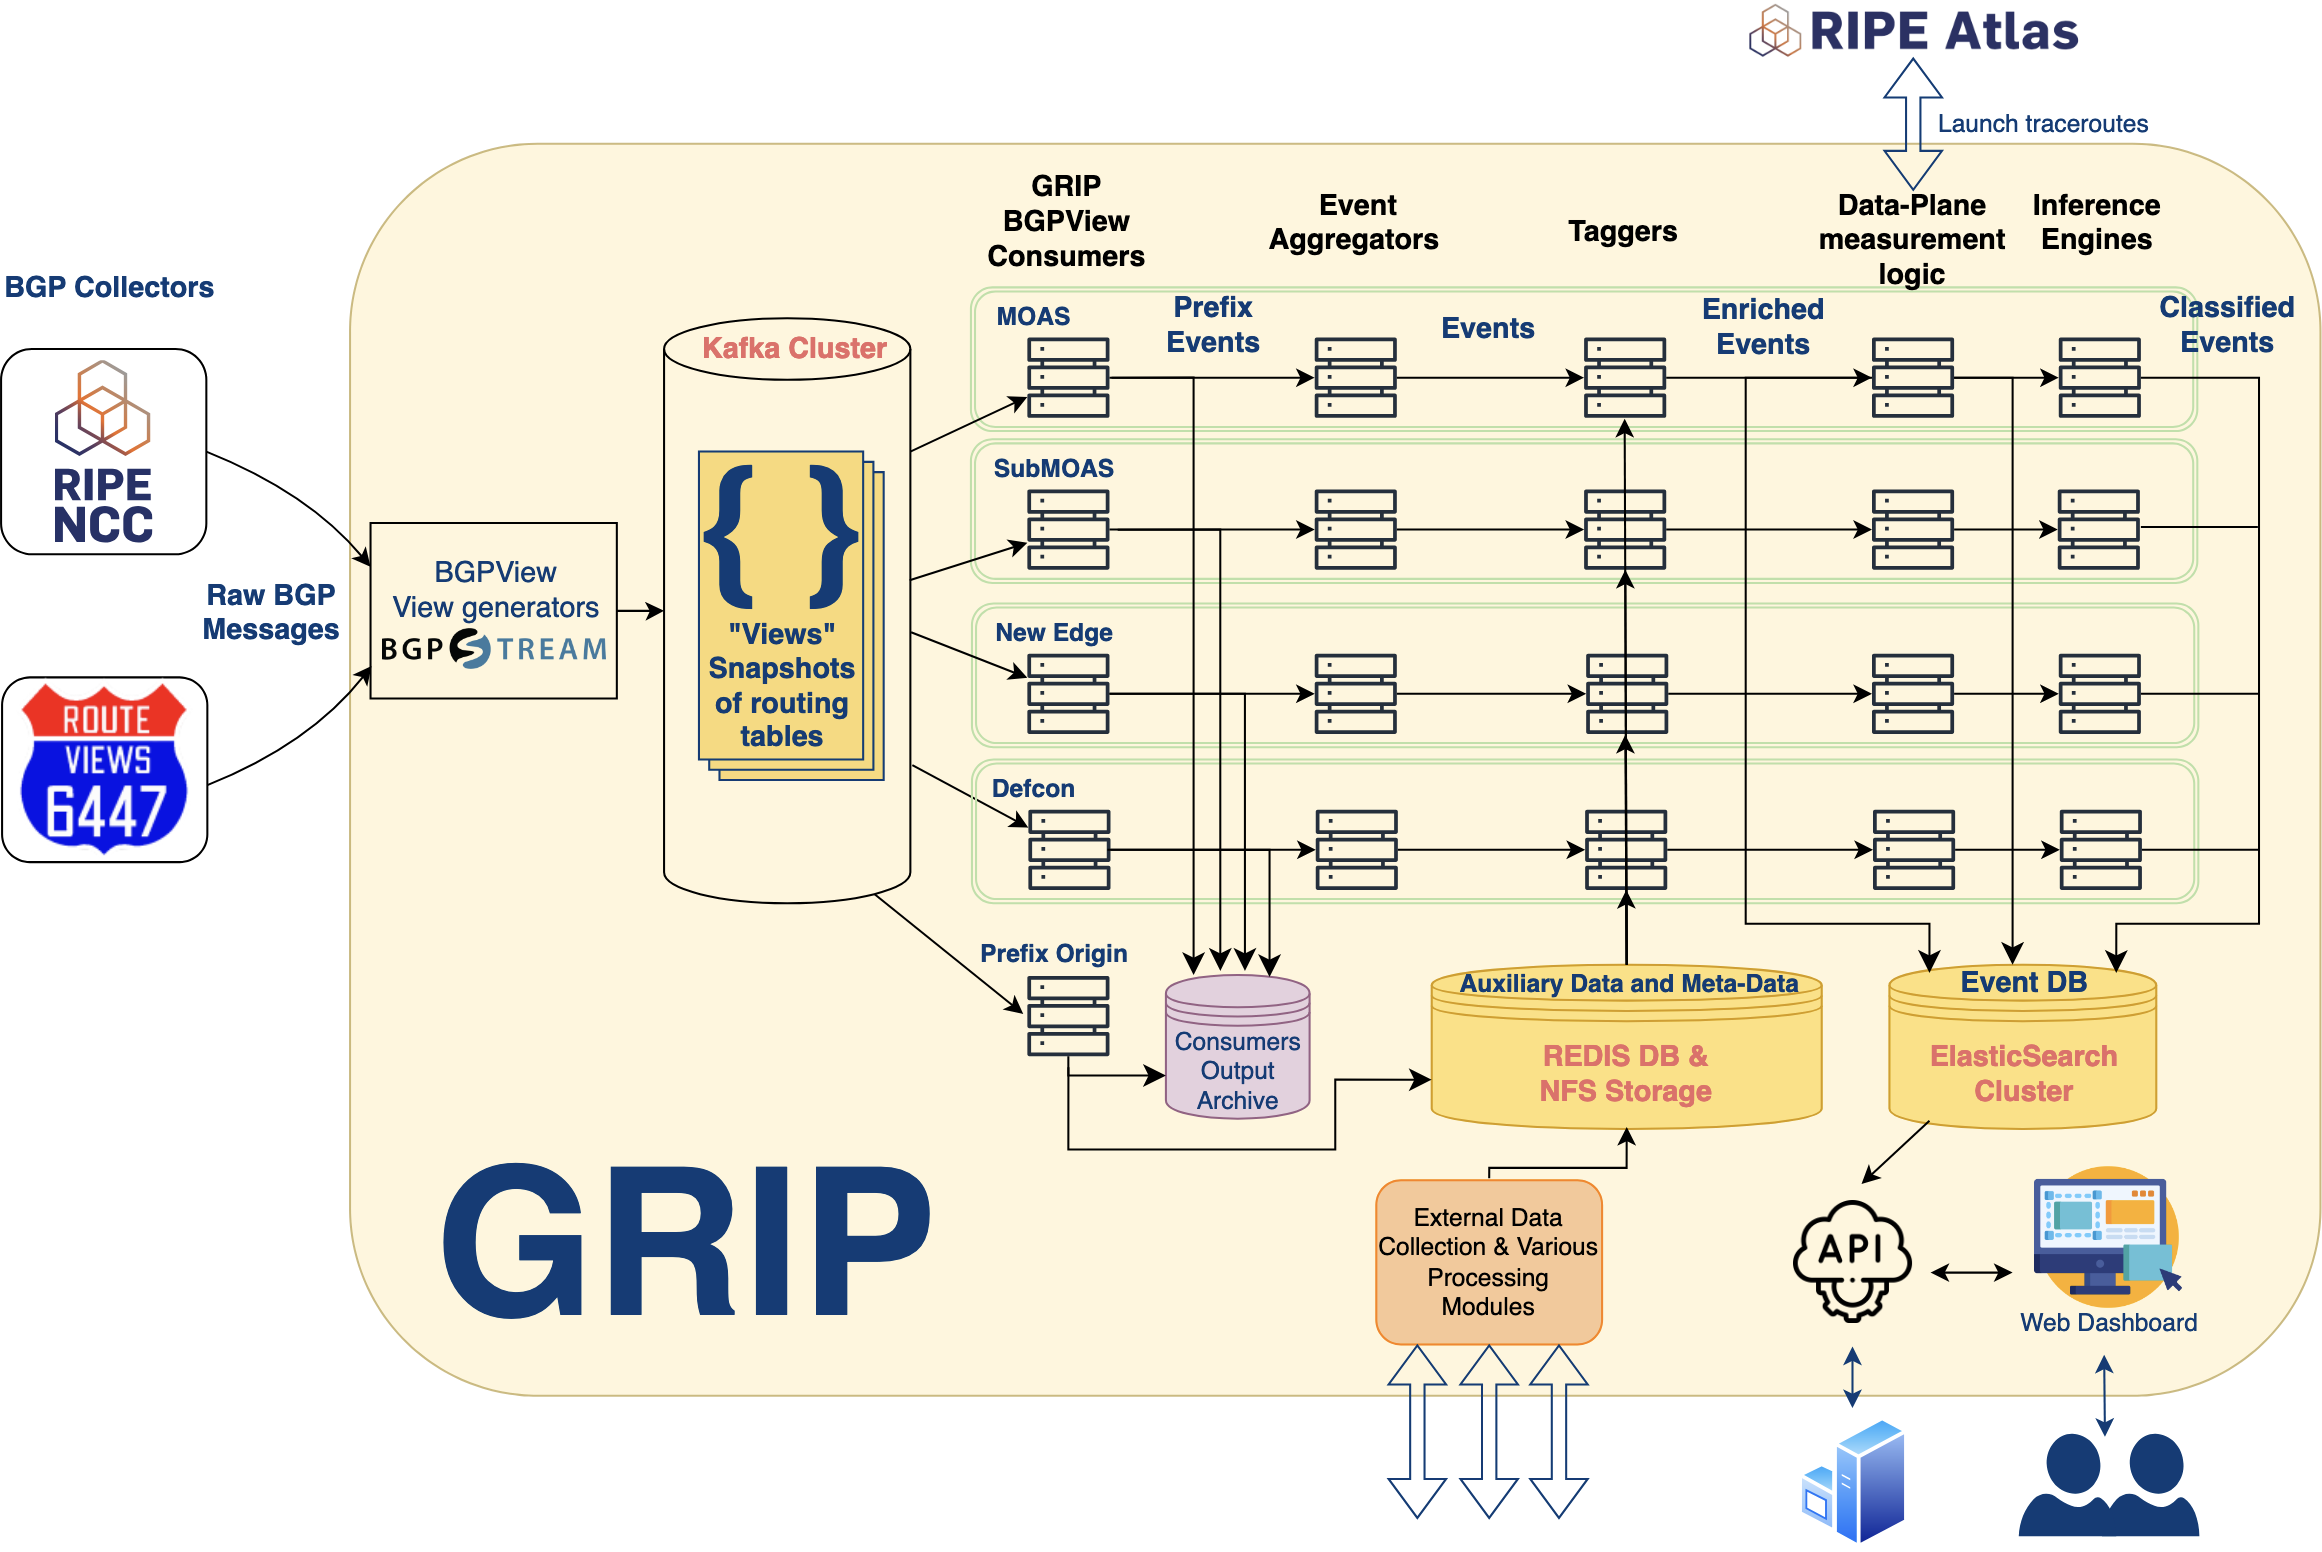 RIPE Atlas
Launch traceroutes
GRIP
BGPView
Consumers
Event
Aggregators
Taggers
Data-Plane
measurement
logic
Inference
Engines
BGP Collectors
RIPE
NCC
Raw BGP
Messages
ROUTE
VIEWS
6447
BGPView
View generators
BGP STREAM
Kafka Cluster
{ }
"Views"
Snapshots
of routing
tables
MOAS
Prefix
Events
Events
Enriched
Events
Classified
Events
SubMOAS
New Edge
Defcon
Prefix Origin
Consumers
Output
Archive
Auxiliary Data and Meta-Data
REDIS DB &
NFS Storage
Event DB
ElasticSearch
Cluster
GRIP
External Data
Collection & Various
Processing
Modules
API
Web Dashboard